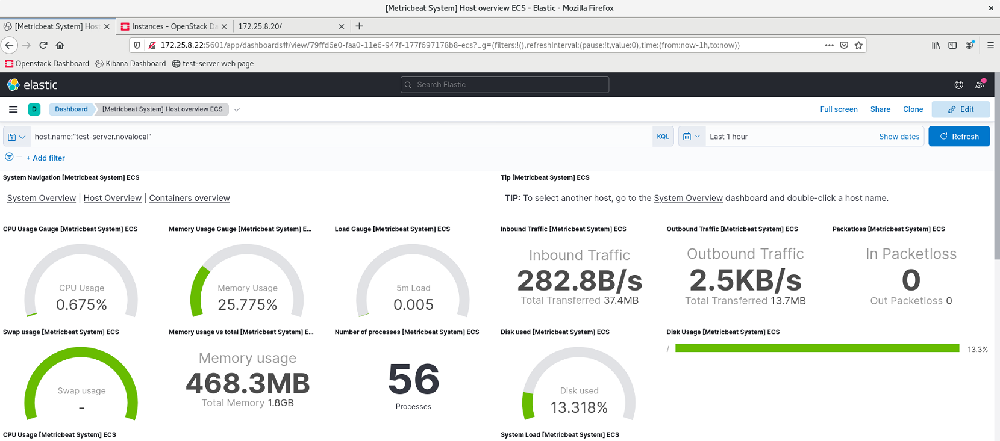 [Metricbeat System] Host overview ECS - Elastic - Mozilla Firefox
[Metricbeat System] Host
Instances - OpenStack Da
172.25.8.20/
172.25.8.22:5601/app/dashboards#/view/79ffd6e0-faa0-11e6-947f-177f697178b8-ecs?_g=(filters:!(),refreshInterval:(pause:!t,value:0),time:(from:now-1h,to:now))
Openstack Dashboard
Kibana Dashboard
test-server web page
elastic
Search Elastic
D
Dashboard
[Metricbeat System] Host overview ECS
Full screen
Share
Clone
Edit
host.name:"test-server.novalocal"
KQL
Last 1 hour
Show dates
Refresh
+ Add filter
System Navigation [Metricbeat System] ECS
System Overview | Host Overview | Containers overview
Tip [Metricbeat System] ECS
TIP: To select another host, go to the System Overview dashboard and double-click a host name.
CPU Usage Gauge [Metricbeat System] ECS
CPU Usage
0.675%
Memory Usage Gauge [Metricbeat System] E...
Memory Usage
25.775%
Load Gauge [Metricbeat System] ECS
5m Load
0.005
Inbound Traffic [Metricbeat System] ECS
Inbound Traffic
282.8B/s
Total Transferred 37.4MB
Outbound Traffic [Metricbeat System] ECS
Outbound Traffic
2.5KB/s
Total Transferred 13.7MB
Packetloss [Metricbeat System] ECS
In Packetloss
0
Out Packetloss 0
Swap usage [Metricbeat System] ECS
Swap usage
-
Memory usage vs total [Metricbeat System] E...
Memory usage
468.3MB
Total Memory 1.8GB
Number of processes [Metricbeat System] ECS
56
Processes
Disk used [Metricbeat System] ECS
Disk used
13.318%
Disk Usage [Metricbeat System] ECS
/
13.3%
CPU Usage [Metricbeat System] ECS
System Load [Metricbeat System] ECS